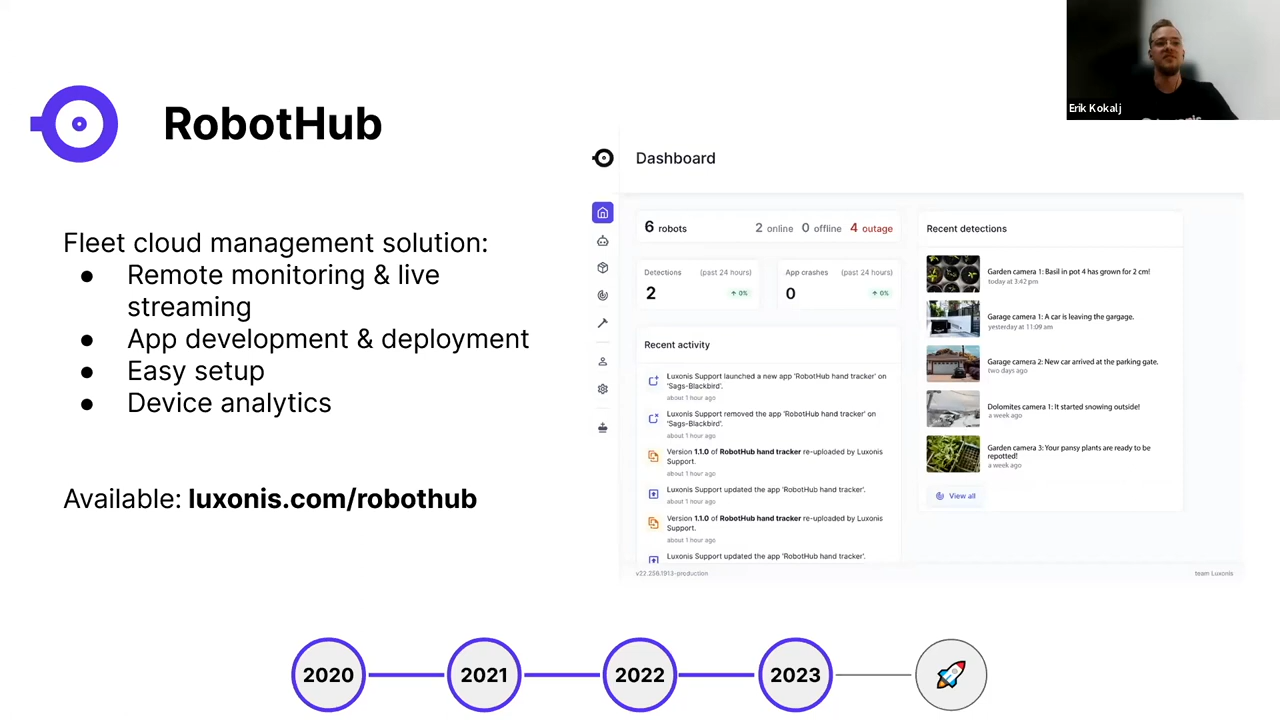 RobotHub
Erik Kokalj
Fleet cloud management solution:
● Remote monitoring & live
streaming
● App development & deployment
● Easy setup
● Device analytics
Available: luxonis.com/robothub
Dashboard
6 robots 2 online 0 offline 4 outage
Detections (past 24 hours)
2 ↑ 0%
App crashes (past 24 hours)
0 ↑ 0%
Recent activity
Luxonis Support launched a new app 'RobotHub hand tracker' on
'Sags-Blackbird'.
about 1 hour ago
Luxonis Support removed the app 'RobotHub hand tracker' on
'Sags-Blackbird'.
about 1 hour ago
Version 1.1.0 of RobotHub hand tracker re-uploaded by Luxonis
Support.
about 1 hour ago
Luxonis Support updated the app 'RobotHub hand tracker'.
about 1 hour ago
Version 1.1.0 of RobotHub hand tracker re-uploaded by Luxonis
Support.
about 1 hour ago
Luxonis Support updated the app 'RobotHub hand tracker'.
Recent detections
Garden camera 1: Basil in pot 4 has grown for 2 cm!
today at 3:42 pm
Garage camera 1: A car is leaving the gargage.
yesterday at 11:09 am
Garage camera 2: New car arrived at the parking gate.
two days ago
Dolomites camera 1: It started snowing outside!
a week ago
Garden camera 3: Your pansy plants are ready to be
repotted!
a week ago
View all
v22.256.1913-production
team Luxonis
2020 2021 2022 2023